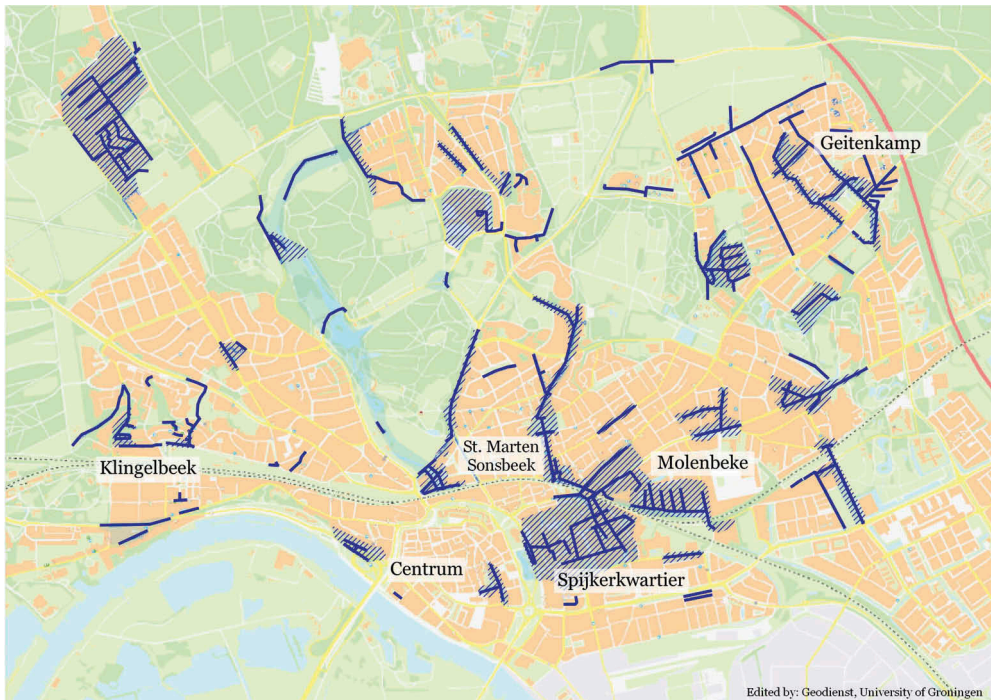 Geitenkamp
St. Marten
Sonsbeek
Molenbeke
Klingelbeek
Centrum
Spijkerkwartier
Edited by: Geodienst, University of Groningen